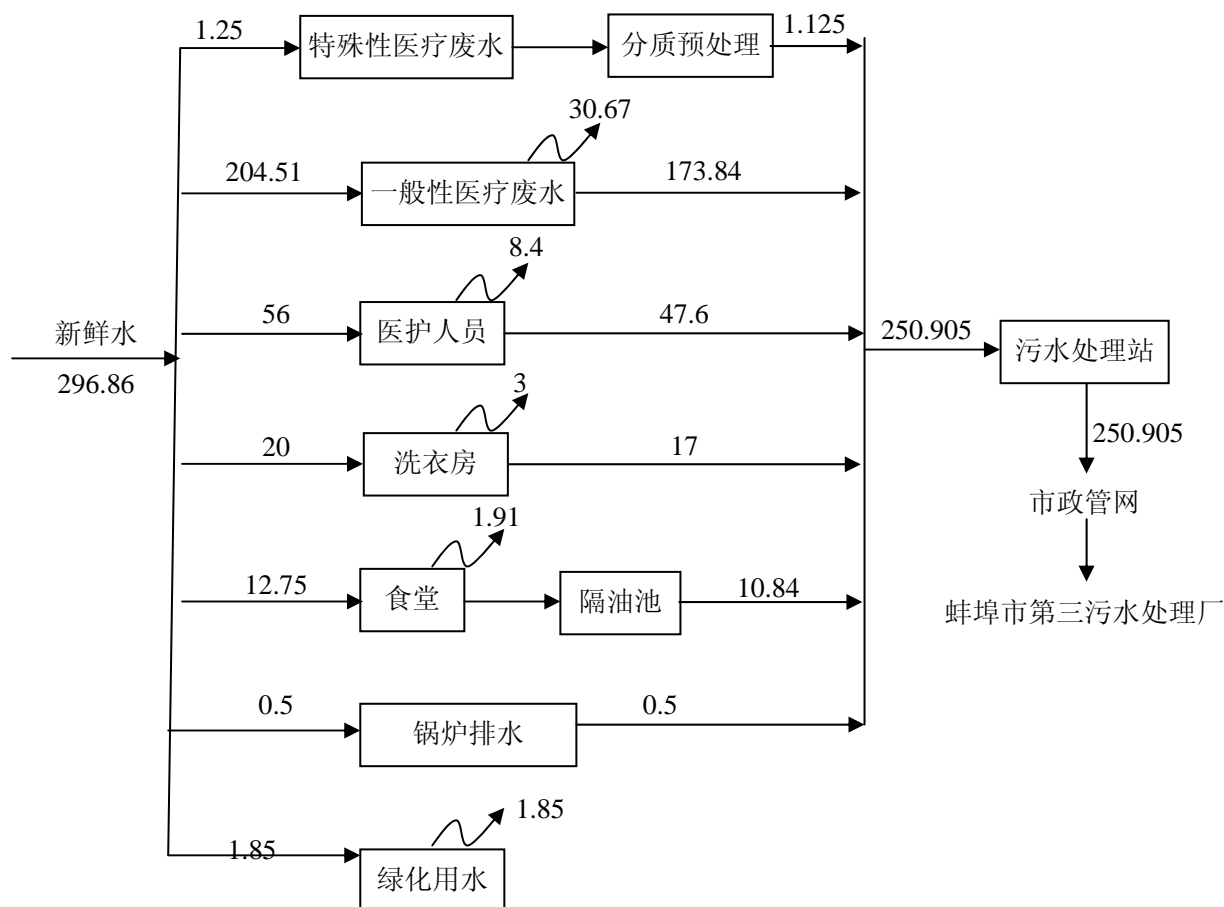 1.25
特殊性医疗废水
分质预处理
1.125
30.67
204.51
一般性医疗废水
173.84
8.4
新鲜水
296.86
56
医护人员
47.6
250.905
污水处理站
3
20
洗衣房
17
250.905
市政管网
1.91
12.75
食堂
隔油池
10.84
蚌埠市第三污水处理厂
0.5
锅炉排水
0.5
1.85
1.85
绿化用水